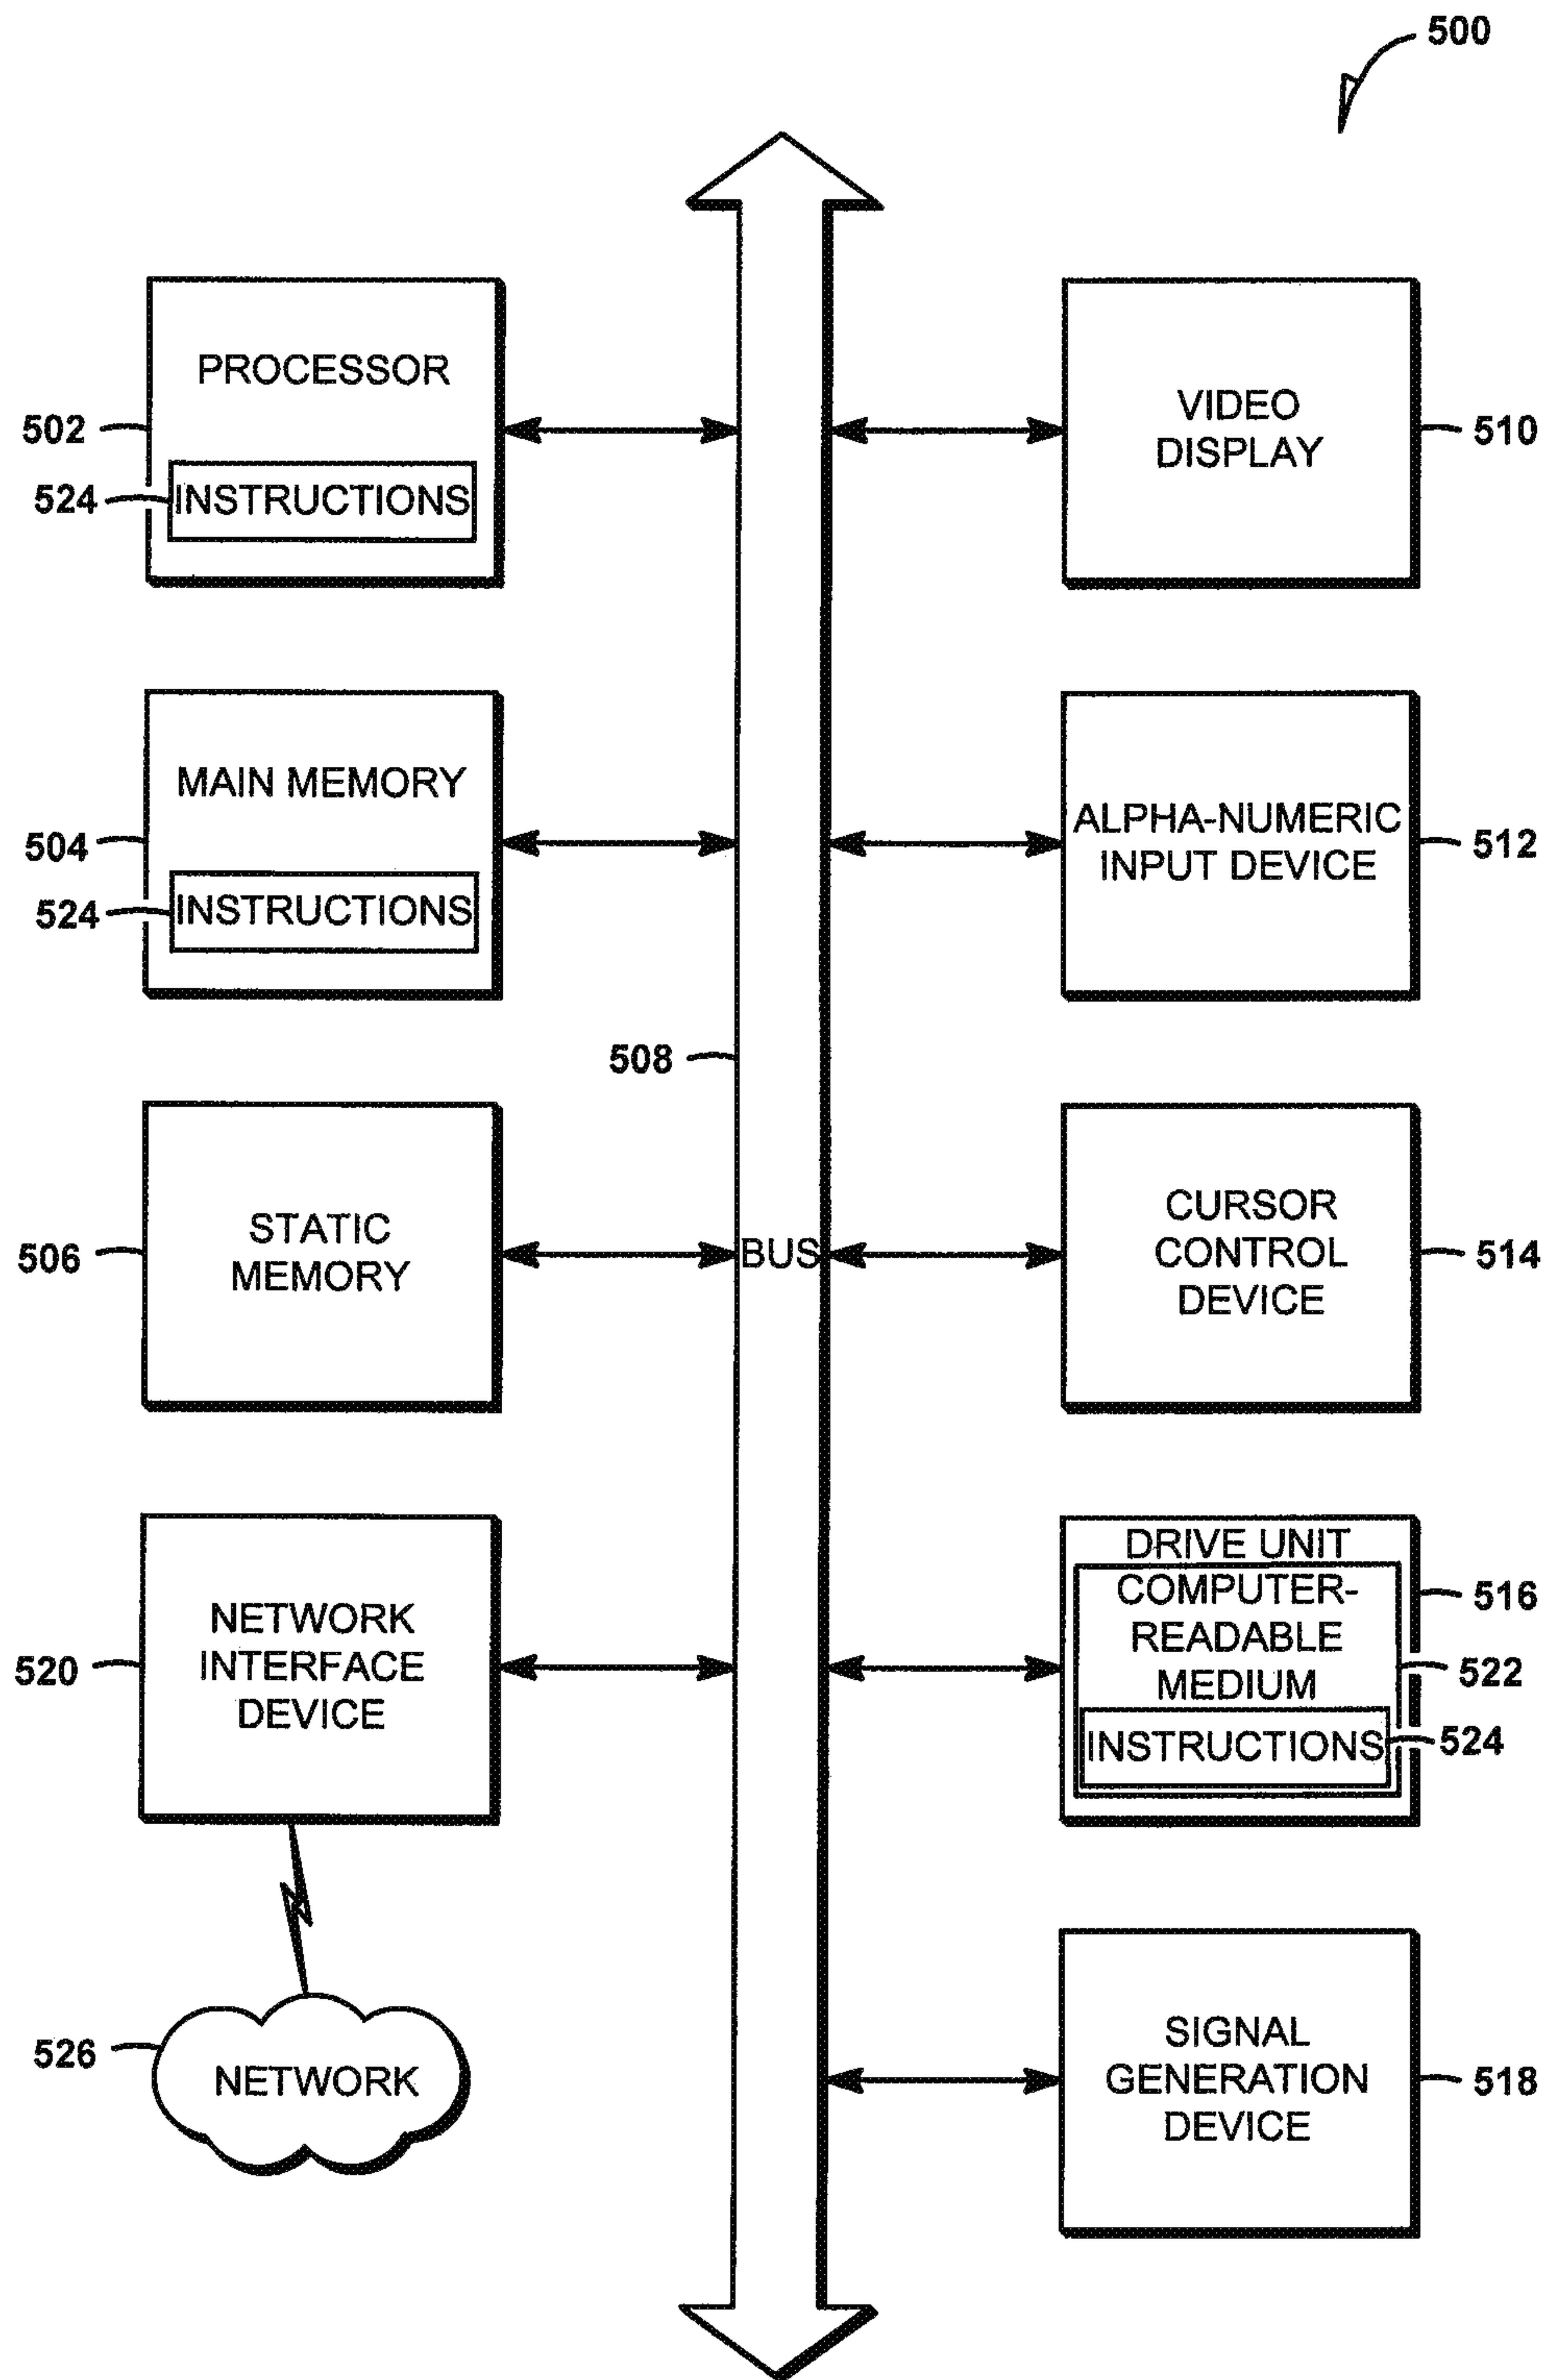 500
PROCESSOR
502
524
INSTRUCTIONS
VIDEO
DISPLAY
510
MAIN MEMORY
504
524
INSTRUCTIONS
ALPHA-NUMERIC
INPUT DEVICE
512
508
STATIC
MEMORY
506
BUS
CURSOR
CONTROL
DEVICE
514
NETWORK
INTERFACE
DEVICE
520
DRIVE UNIT
COMPUTER-
READABLE
MEDIUM
516
522
INSTRUCTIONS
524
526
NETWORK
SIGNAL
GENERATION
DEVICE
518